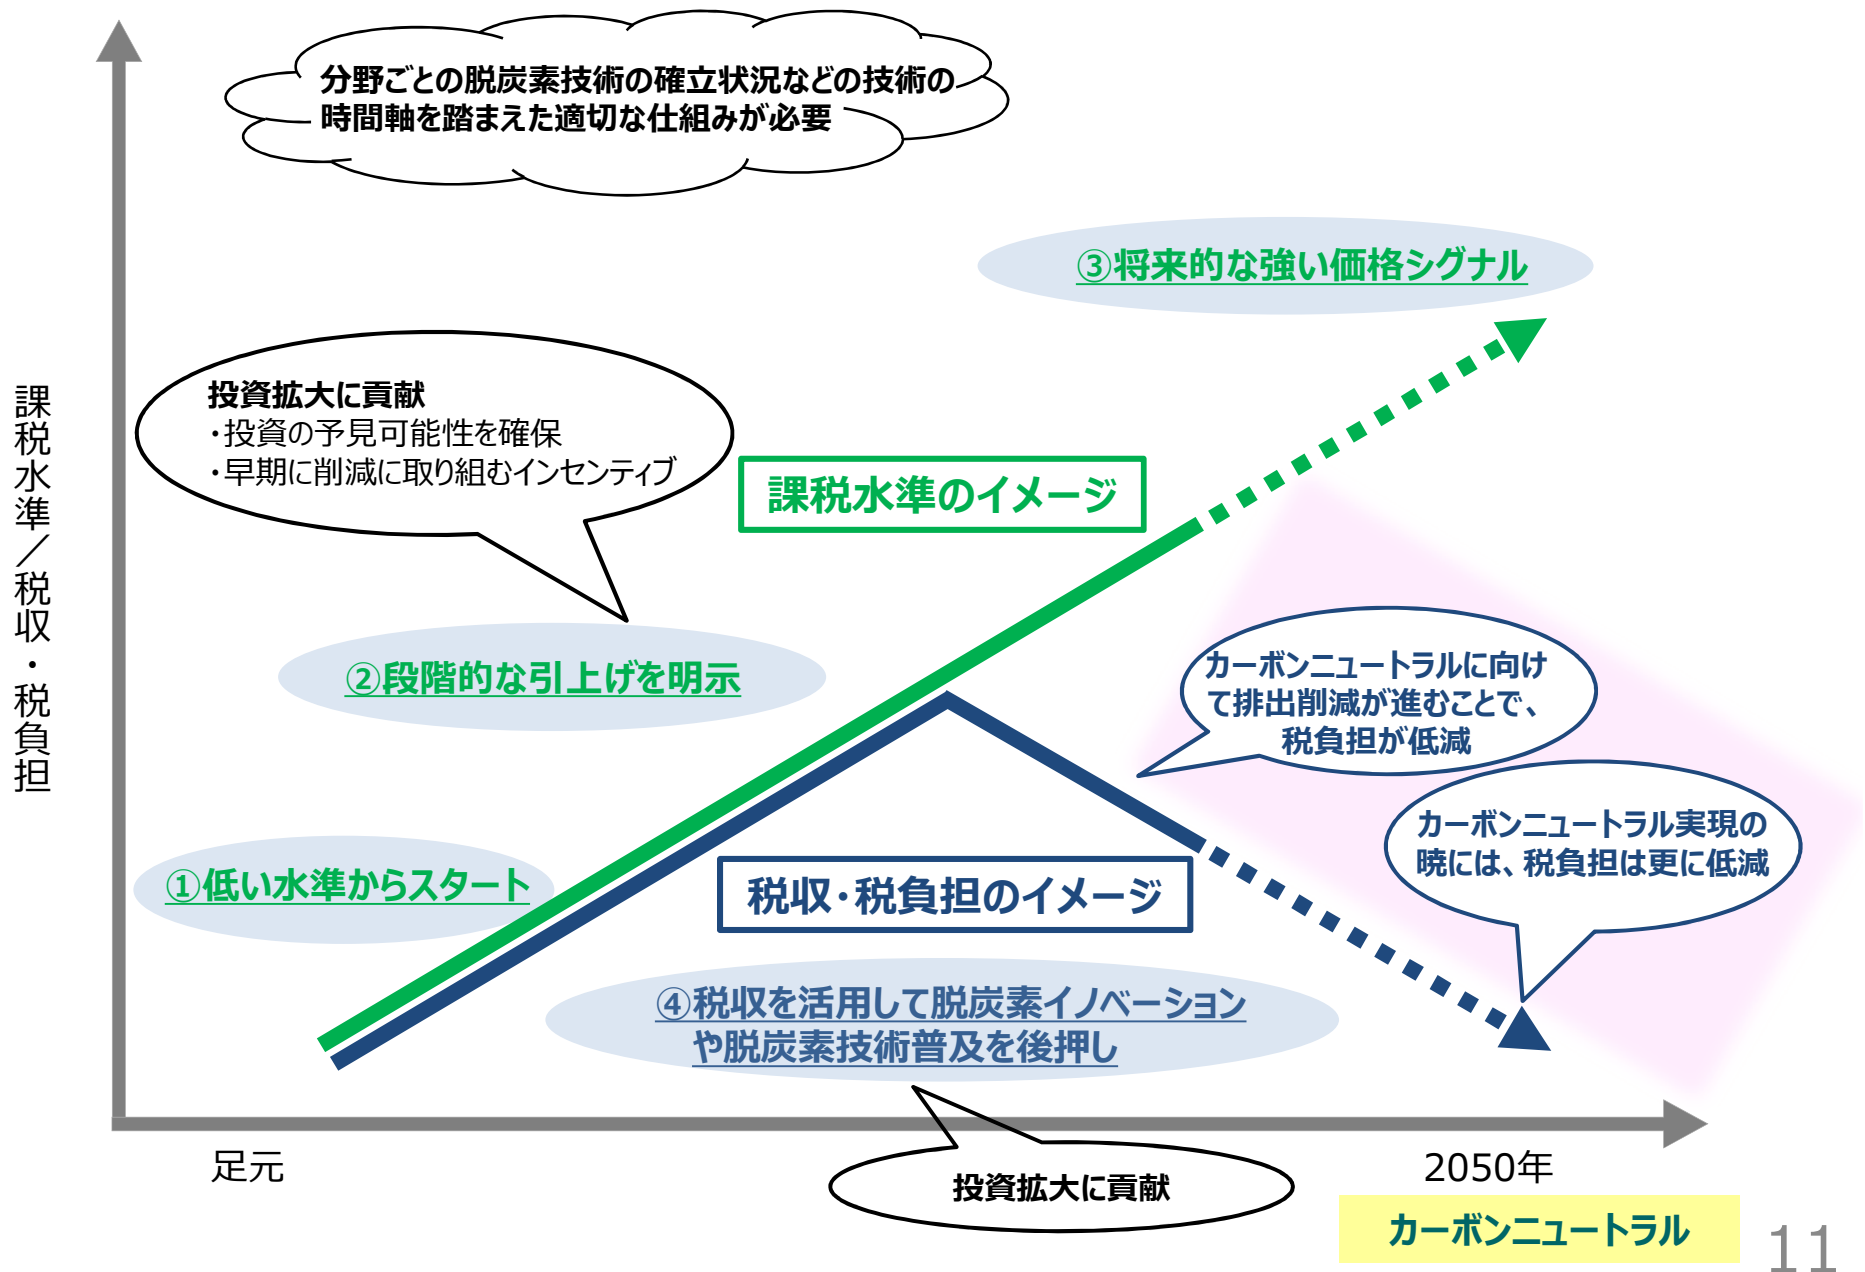 分野ごとの脱炭素技術の確立状況などの技術の
時間軸を踏まえた適切な仕組みが必要
③将来的な強い価格シグナル
課税水準／税収・税負担
投資拡大に貢献
・投資の予見可能性を確保
・早期に削減に取り組むインセンティブ
課税水準のイメージ
②段階的な引上げを明示
カーボンニュートラルに向け
て排出削減が進むことで、
税負担が低減
カーボンニュートラル実現の
暁には、税負担は更に低減
①低い水準からスタート
税収・税負担のイメージ
④税収を活用して脱炭素イノベーション
や脱炭素技術普及を後押し
足元
2050年
投資拡大に貢献
カーボンニュートラル
11